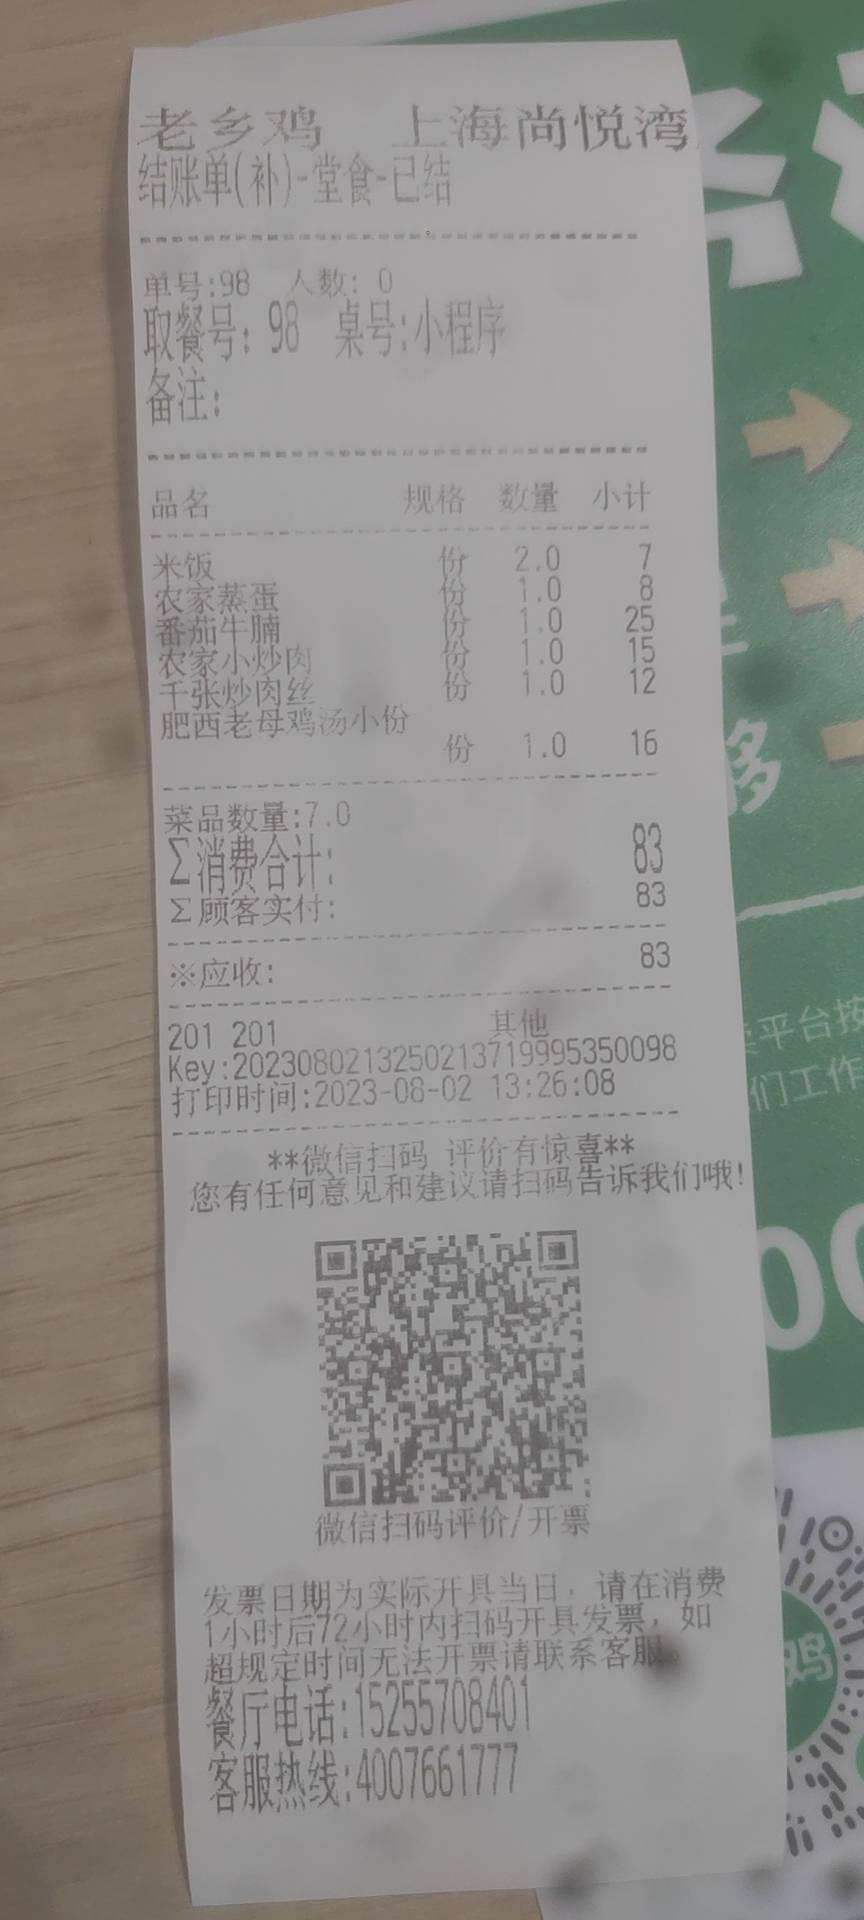 老乡鸡 上海尚悦湾
结账单(补)-堂食-已结
单号:98 人数: 0
取餐号: 98 桌号:小程序
备注:
品名 规格 数量 小计
米饭 份 2.0 7
农家蒸蛋 份 1.0 8
番茄牛腩 份 1.0 25
农家小炒肉 份 1.0 15
千张炒肉丝 份 1.0 12
肥西老母鸡汤小份
份 1.0 16
菜品数量:7.0
Σ消费合计: 83
Σ顾客实付: 83
※应收: 83
201 201 其他
Key:20230802132502137199953500​98
打印时间:2023-08-02 13:26:08
**微信扫码 评价有惊喜**
您有任何意见和建议请扫码告诉我们哦!
微信扫码评价/开票
发票日期为实际开具当日，请在消费
1小时后72小时内扫码开具发票，如
超规定时间无法开票请联系客服。
餐厅电话:15255708401
客服热线:4007661777
移
平台按
们工作
00
鸡